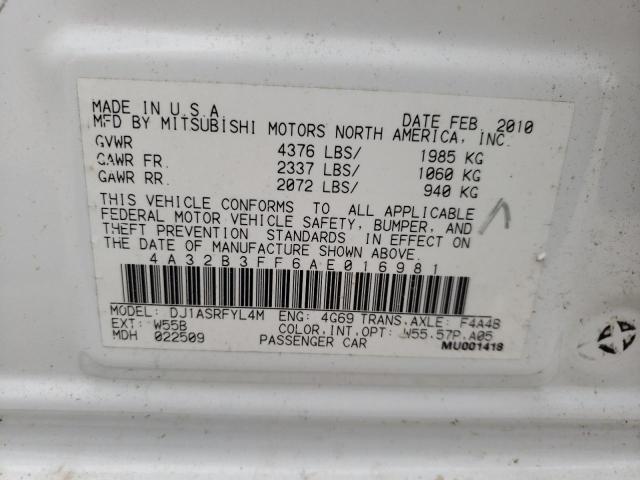 MADE IN U.S.A. DATE FEB 2010
MFD BY MITSUBISHI MOTORS NORTH AMERICA, INC.
GVWR 4376 LBS/ 1985 KG
GAWR FR. 2337 LBS/ 1060 KG
GAWR RR. 2072 LBS/ 940 KG
THIS VEHICLE CONFORMS TO ALL APPLICABLE
FEDERAL MOTOR VEHICLE SAFETY, BUMPER, AND
THEFT PREVENTION STANDARDS IN EFFECT ON
THE DATE OF MANUFACTURE SHOWN ABOVE.
4A32B3FF6AE016981
MODEL: DJ1ASRFYL4M ENG: 4G69 TRANS.AXLE: F4A4B
EXT: W55B COLOR.INT.OPT: W55.57P.A05
MDH 022509 PASSENGER CAR MU001418